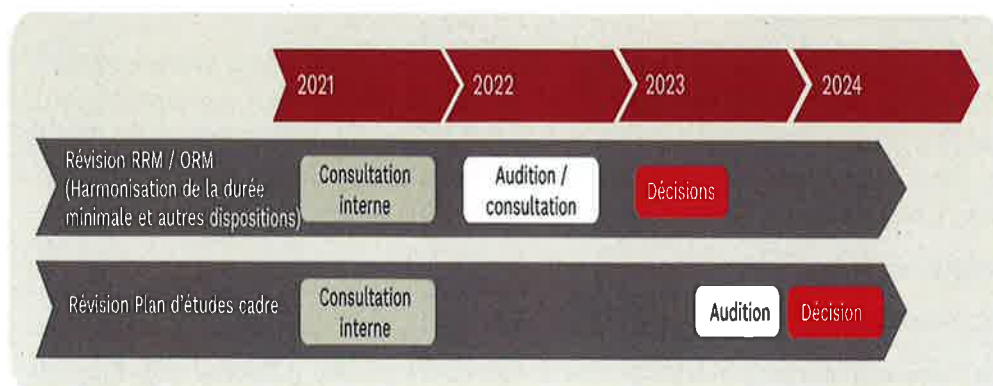 2021
2022
2023
2024
Révision RRM / ORM
(Harmonisation de la durée
minimale et autres dispositions)
Consultation
interne
Audition /
consultation
Décisions
Révision Plan d'études cadre
Consultation
interne
Audition
Décision